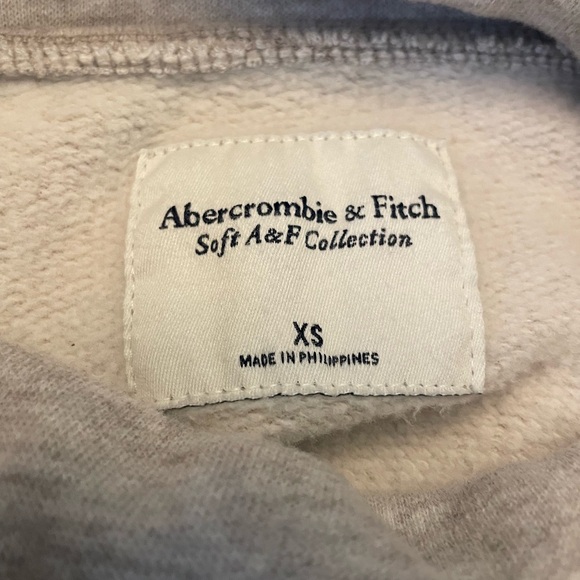 Abercrombie & Fitch
Soft A&F Collection
XS
MADE IN PHILIPPINES